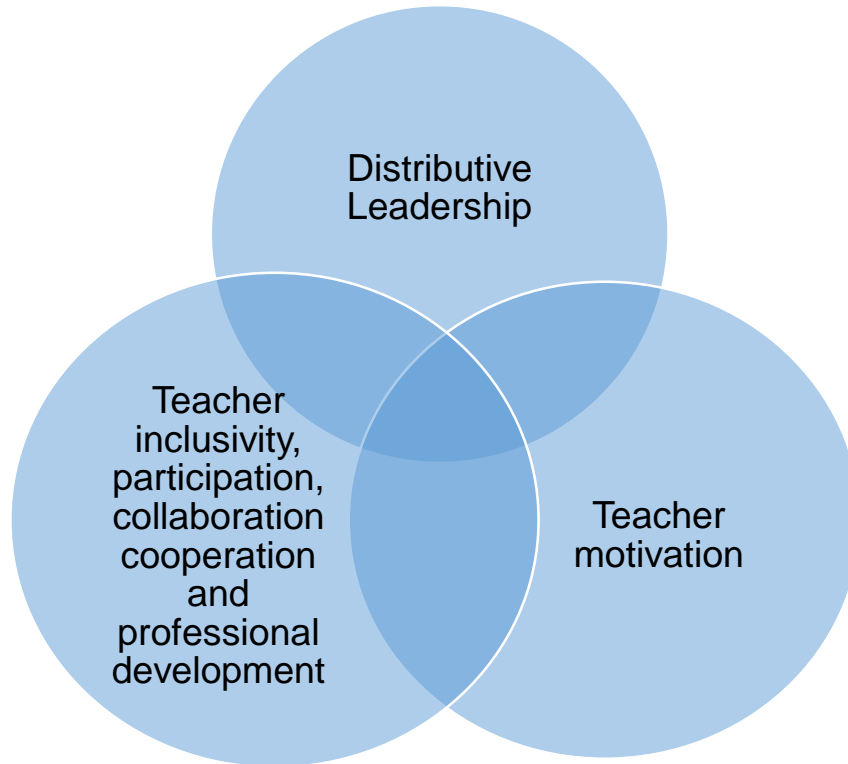 Distributive
Leadership
Teacher
inclusivity,
participation,
collaboration
cooperation
and
professional
development
Teacher
motivation